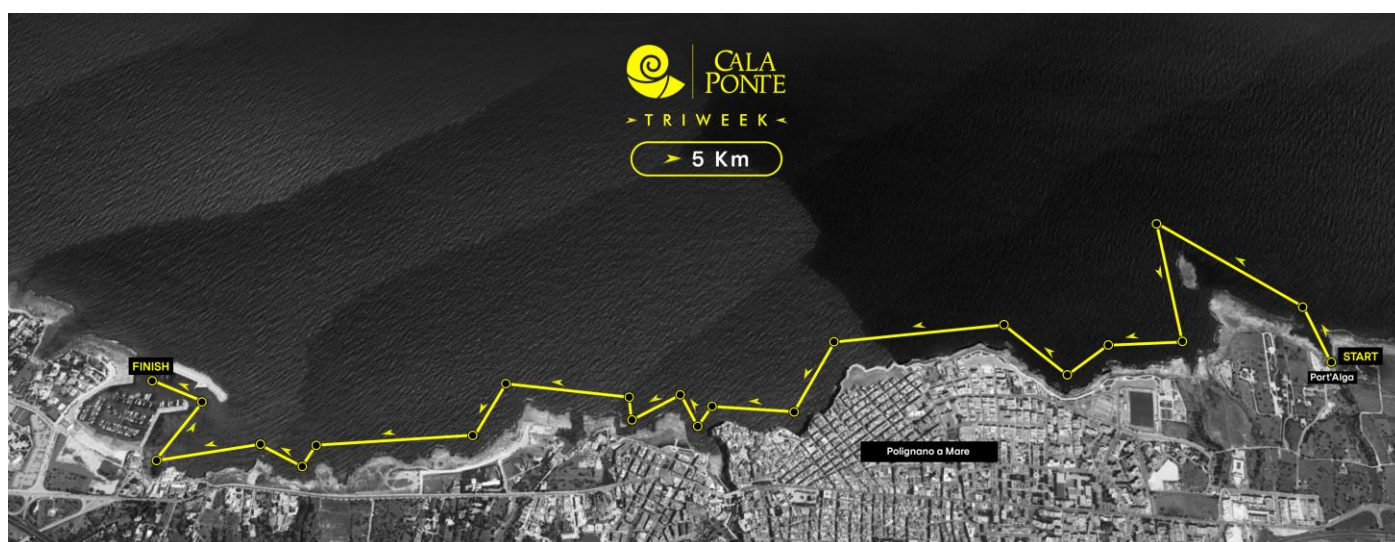 CALA
PONTE
TRIWEEK
5 Km
FINISH
START
Port'Alga
Polignano a Mare